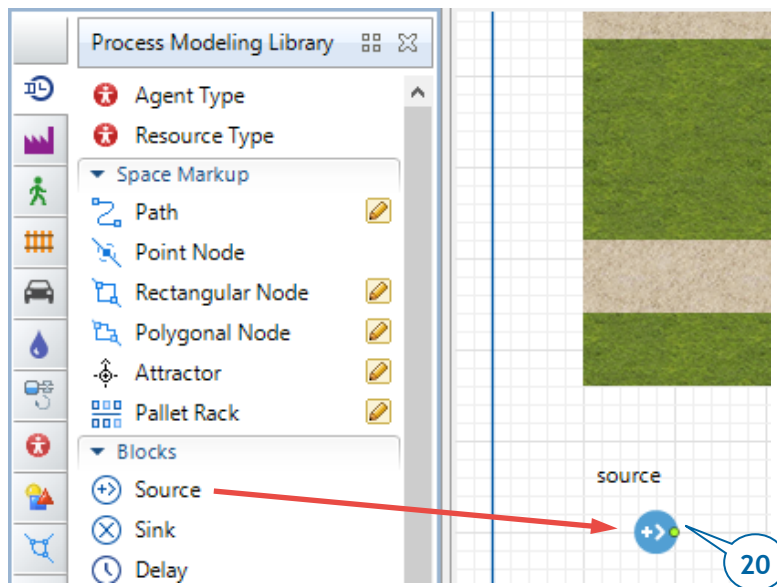 Process Modeling Library
Agent Type
Resource Type
Space Markup
Path
Point Node
Rectangular Node
Polygonal Node
Attractor
Pallet Rack
Blocks
Source
Sink
Delay
source
20